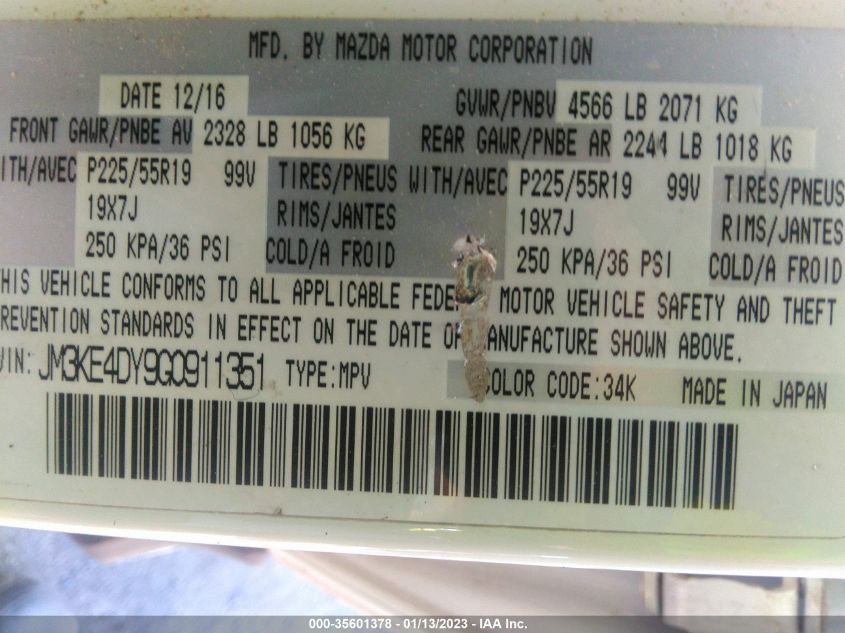 MFD. BY MAZDA MOTOR CORPORATION
DATE 12/16 GVWR/PNBV 4566 LB 2071 KG
FRONT GAWR/PNBE AV 2328 LB 1056 KG REAR GAWR/PNBE AR 2244 LB 1018 KG
ITH/AVEC P225/55R19 99V TIRES/PNEUS WITH/AVEC P225/55R19 99V TIRES/PNEUS
19X7J RIMS/JANTES 19X7J RIMS/JANTES
250 KPA/36 PSI COLD/A FROID 250 KPA/36 PSI COLD/A FROID
HIS VEHICLE CONFORMS TO ALL APPLICABLE FEDE MOTOR VEHICLE SAFETY AND THEFT
REVENTION STANDARDS IN EFFECT ON THE DATE OF ANUFACTURE SHOWN ABOVE.
VIN: JM3KE4DY9G0911351 TYPE:MPV OLOR CODE:34K MADE IN JAPAN
000-35601378 - 01/13/2023 - IAA Inc.